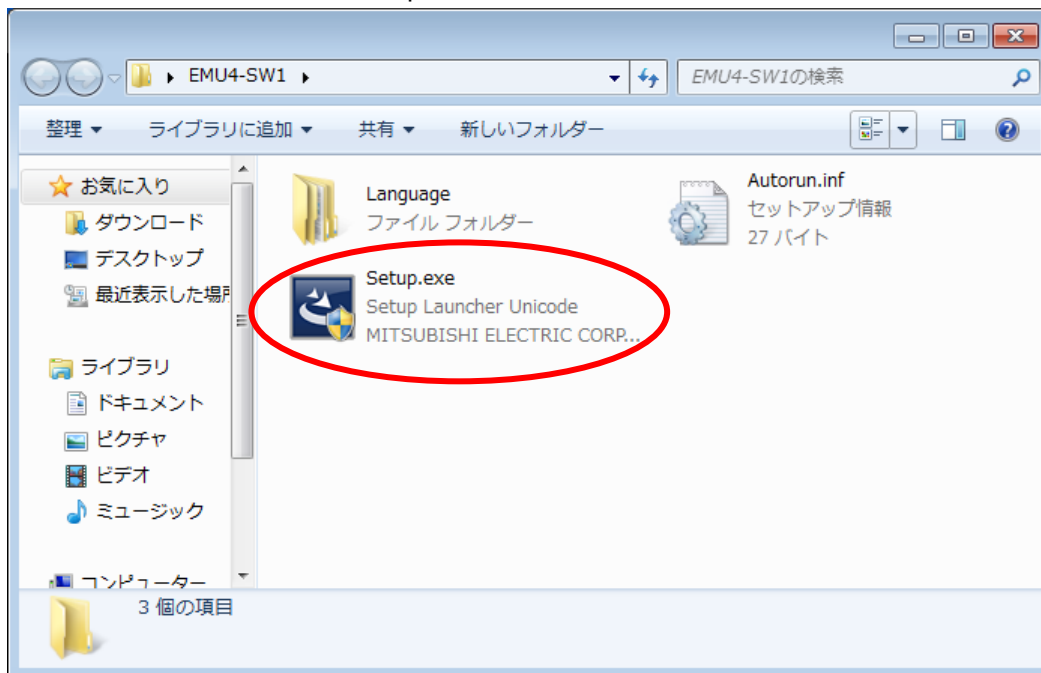 EMU4-SW1
EMU4-SW1の検索
整理 ライブラリに追加 共有 新しいフォルダー
お気に入り
ダウンロード
デスクトップ
最近表示した場所
ライブラリ
ドキュメント
ピクチャ
ビデオ
ミュージック
コンピューター
Language
ファイル フォルダー
Autorun.inf
セットアップ情報
27 バイト
Setup.exe
Setup Launcher Unicode
MITSUBISHI ELECTRIC CORP...
3 個の項目